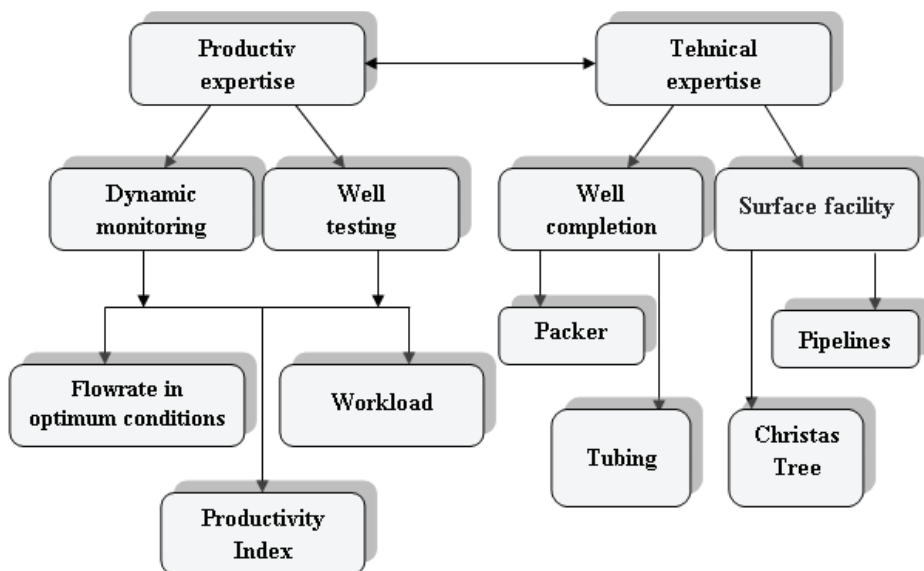 Productiv
expertise
Tehnical
expertise
Dynamic
monitoring
Well
testing
Well
completion
Surface facility
Packer
Pipelines
Flowrate in
optimum conditions
Workload
Tubing
Christas
Tree
Productivity
Index